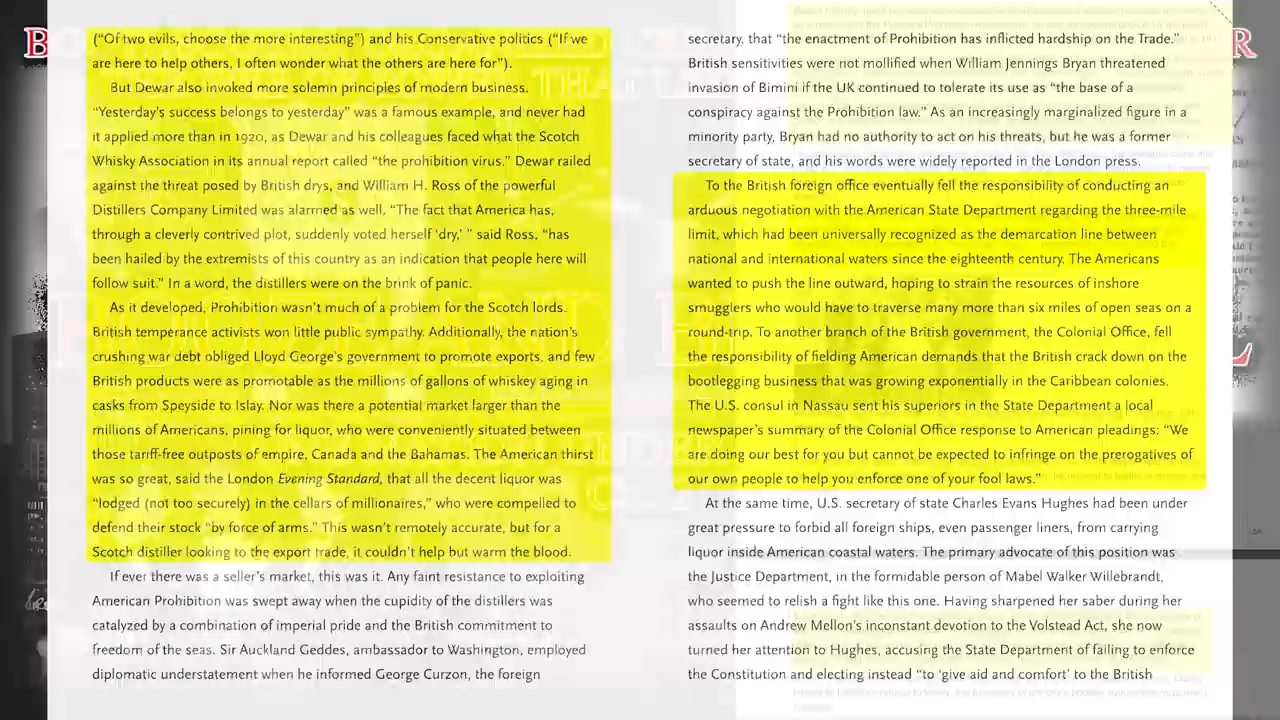 (“Of two evils, choose the more interesting”) and his Conservative politics (“If we
are here to help others, I often wonder what the others are here for”).
But Dewar also invoked more solemn principles of modern business.
“Yesterday’s success belongs to yesterday” was a famous example, and never had
it applied more than in 1920, as Dewar and his colleagues faced what the Scotch
Whisky Association in its annual report called “the prohibition virus.” Dewar railed
against the threat posed by British drys, and William H. Ross of the powerful
Distillers Company Limited was alarmed as well. “The fact that America has,
through a cleverly contrived plot, suddenly voted herself ‘dry,’ ” said Ross, “has
been hailed by the extremists of this country as an indication that people here will
follow suit.” In a word, the distillers were on the brink of panic.
As it developed, Prohibition wasn’t much of a problem for the Scotch lords.
British temperance activists won little public sympathy. Additionally, the nation’s
crushing war debt obliged Lloyd George’s government to promote exports, and few
British products were as promotable as the millions of gallons of whiskey aging in
casks from Speyside to Islay. Nor was there a potential market larger than the
millions of Americans, pining for liquor, who were conveniently situated between
those tariff-free outposts of empire, Canada and the Bahamas. The American thirst
was so great, said the London Evening Standard, that all the decent liquor was
“lodged (not too securely) in the cellars of millionaires,” who were compelled to
defend their stock “by force of arms.” This wasn’t remotely accurate, but for a
Scotch distiller looking to the export trade, it couldn’t help but warm the blood.
If ever there was a seller’s market, this was it. Any faint resistance to exploiting
American Prohibition was swept away when the cupidity of the distillers was
catalyzed by a combination of imperial pride and the British commitment to
freedom of the seas. Sir Auckland Geddes, ambassador to Washington, employed
diplomatic understatement when he informed George Curzon, the foreign
secretary, that “the enactment of Prohibition has inflicted hardship on the Trade.”
British sensitivities were not mollified when William Jennings Bryan threatened
invasion of Bimini if the UK continued to tolerate its use as “the base of a
conspiracy against the Prohibition law.” As an increasingly marginalized figure in a
minority party, Bryan had no authority to act on his threats, but he was a former
secretary of state, and his words were widely reported in the London press.
To the British foreign office eventually fell the responsibility of conducting an
arduous negotiation with the American State Department regarding the three-mile
limit, which had been universally recognized as the demarcation line between
national and international waters since the eighteenth century. The Americans
wanted to push the line outward, hoping to strain the resources of inshore
smugglers who would have to traverse many more than six miles of open seas on a
round-trip. To another branch of the British government, the Colonial Office, fell
the responsibility of fielding American demands that the British crack down on the
bootlegging business that was growing exponentially in the Caribbean colonies.
The U.S. consul in Nassau sent his superiors in the State Department a local
newspaper’s summary of the Colonial Office response to American pleadings: “We
are doing our best for you but cannot be expected to infringe on the prerogatives of
our own people to help you enforce one of your fool laws.”
At the same time, U.S. secretary of state Charles Evans Hughes had been under
great pressure to forbid all foreign ships, even passenger liners, from carrying
liquor inside American coastal waters. The primary advocate of this position was
the Justice Department, in the formidable person of Mabel Walker Willebrandt,
who seemed to relish a fight like this one. Having sharpened her saber during her
assaults on Andrew Mellon’s inconstant devotion to the Volstead Act, she now
turned her attention to Hughes, accusing the State Department of failing to enforce
the Constitution and electing instead “to ‘give aid and comfort’ to the British